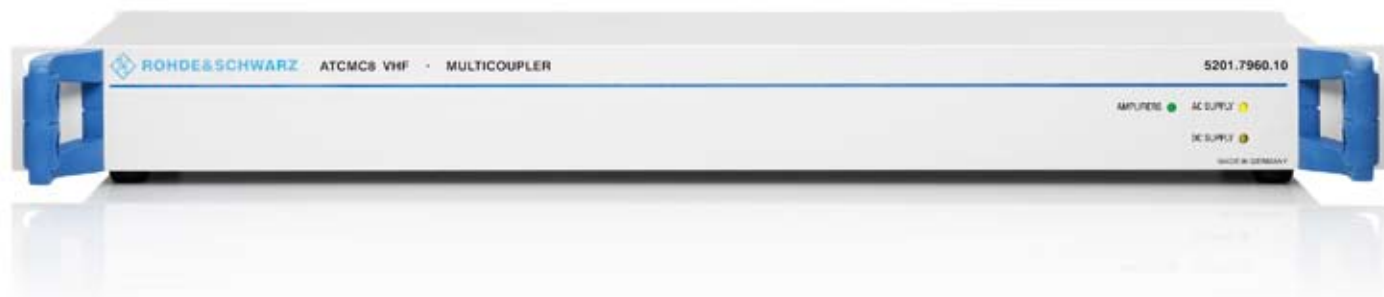 ROHDE&SCHWARZ ATCMC8 VHF · MULTICOUPLER 5201.7960.10
AMPLIFIERS AC SUPPLY
DC SUPPLY
MADE IN GERMANY